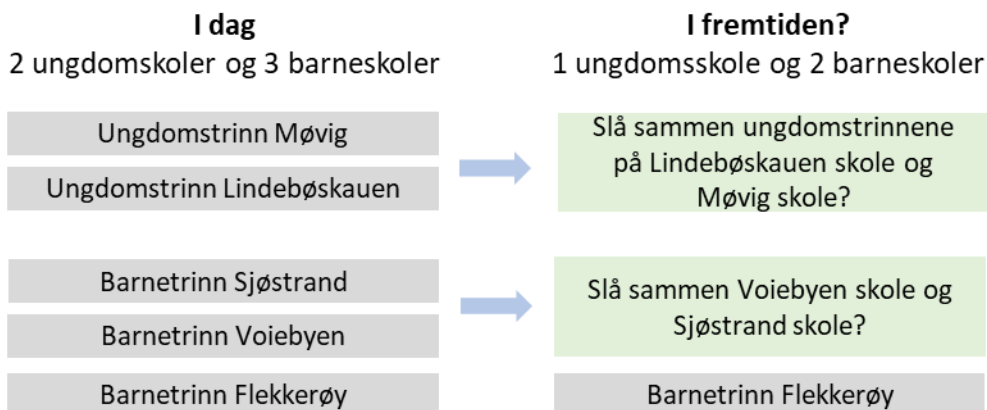 I dag
2 ungdomskoler og 3 barneskoler
Ungdomstrinn Møvig
Ungdomstrinn Lindebøskauen
Barnetrinn Sjøstrand
Barnetrinn Voiebyen
Barnetrinn Flekkerøy
I fremtiden?
1 ungdomsskole og 2 barneskoler
Slå sammen ungdomstrinnene
på Lindebøskauen skole og
Møvig skole?
Slå sammen Voiebyen skole og
Sjøstrand skole?
Barnetrinn Flekkerøy